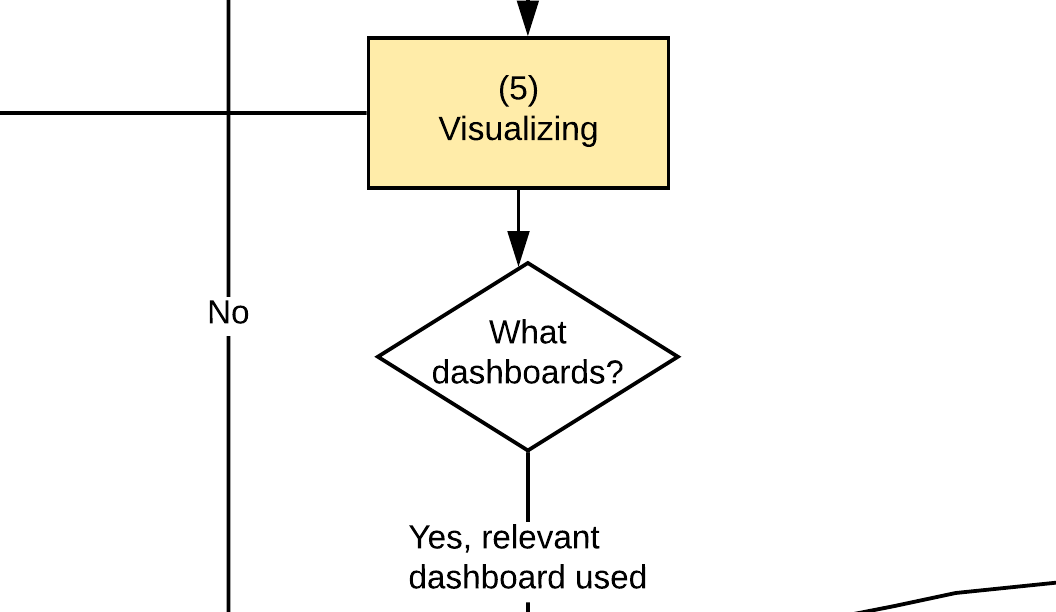 (5)
Visualizing
No
What
dashboards?
Yes, relevant
dashboard used